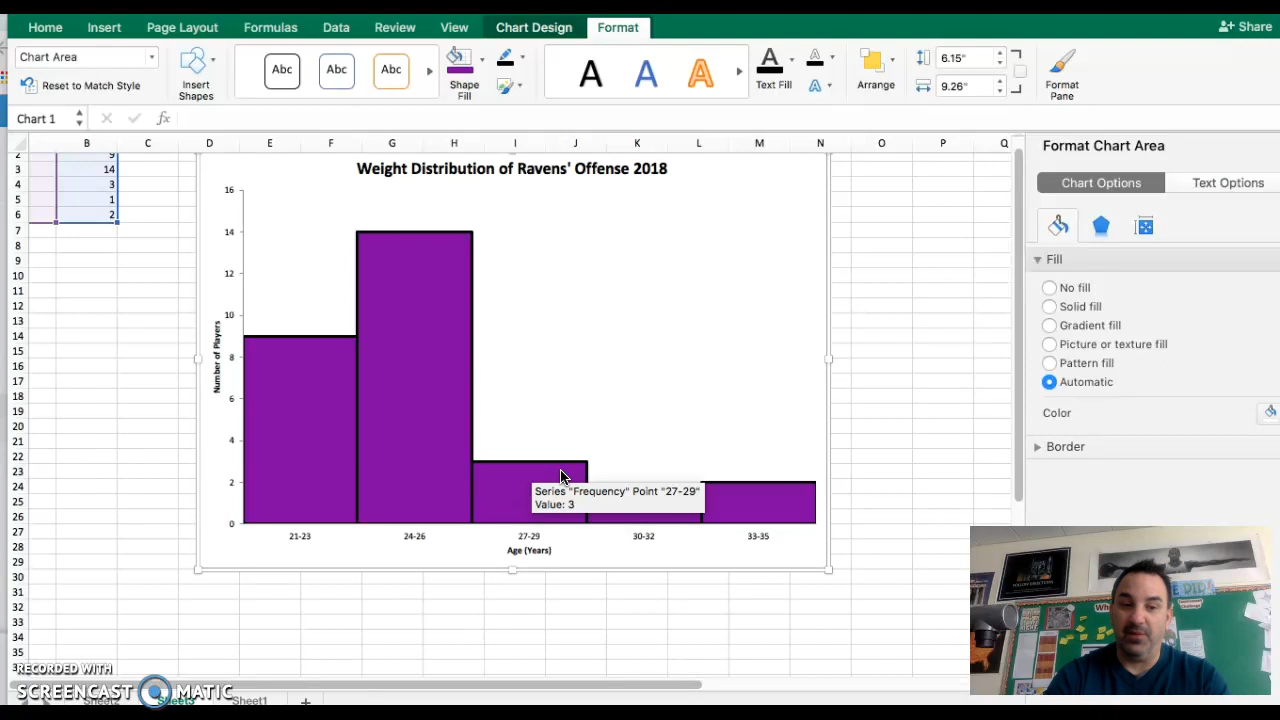 Home Insert Page Layout Formulas Data Review View Chart Design Format Share
Chart Area Abc Abc Abc A A A A A 6.15"
Reset to Match Style Insert Shapes Shape Fill Text Fill A Arrange 9.26" Format Pane
Chart 1 fx
B C D E F G H I J K L M N O P Q
2 9
3 14
4 3
5 1
6 2
7
8
9
10
11
12
13
14
15
16
17
18
19
20
21
22
23
24
25
26
27
28
29
30
31
32
33
34
35
Weight Distribution of Ravens' Offense 2018
16
14
12
10
8
6
4
2
0
Number of Players
Series "Frequency" Point "27-29"
Value: 3
21-23 24-26 27-29 30-32 33-35
Age (Years)
Format Chart Area
Chart Options Text Options
Fill
No fill
Solid fill
Gradient fill
Picture or texture fill
Pattern fill
Automatic
Color
Border
FOLLOW DIRECTIONS
RECORDED WITH
SCREENCAST MATIC
Sheet2 Sheet3 Sheet1 +